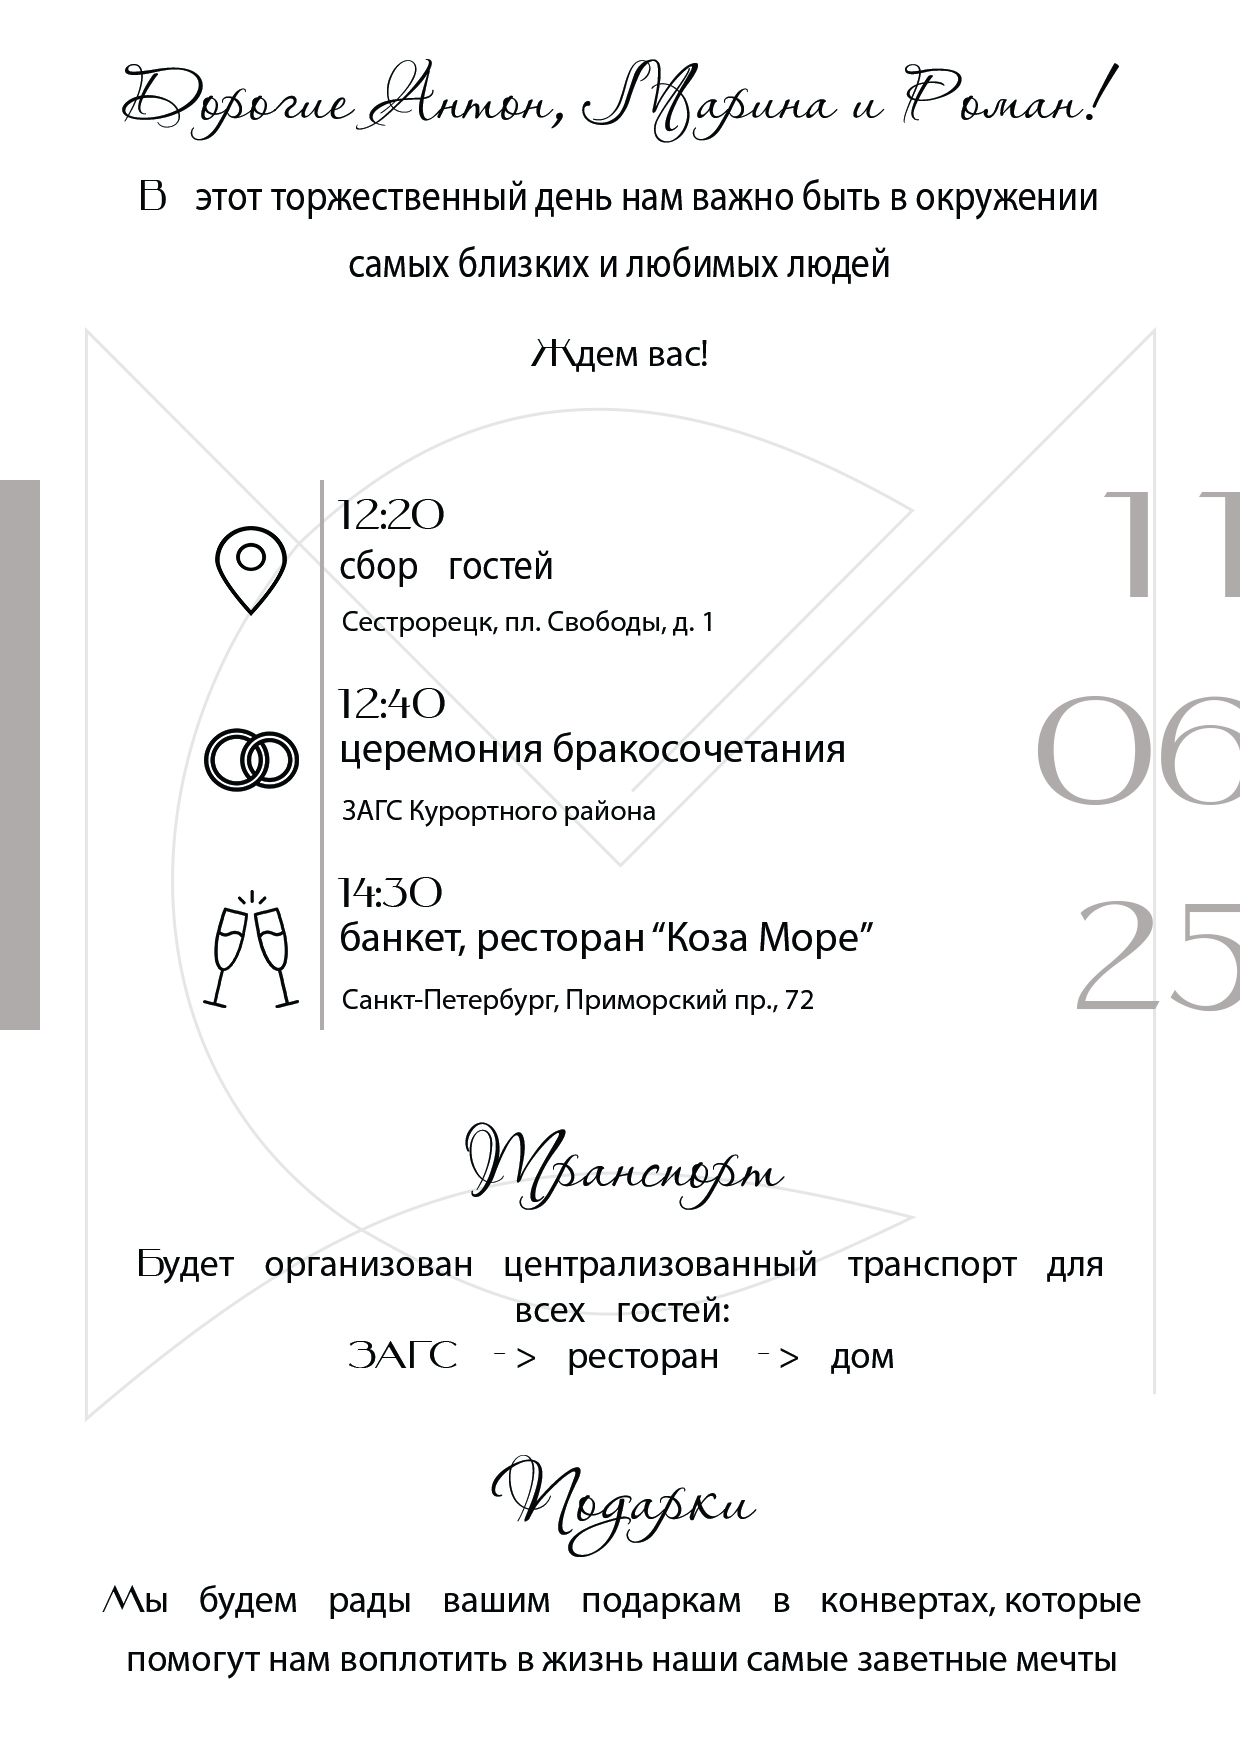 Дорогие Антон, Марина и Роман!
В этот торжественный день нам важно быть в окружении
самых близких и любимых людей
Ждем вас!
12:20
сбор гостей
Сестрорецк, пл. Свободы, д. 1
12:40
церемония бракосочетания
ЗАГС Курортного района
14:30
банкет, ресторан “Коза Море”
Санкт-Петербург, Приморский пр., 72
11
06
25
Транспорт
Будет организован централизованный транспорт для
всех гостей:
ЗАГС -> ресторан -> дом
Подарки
Мы будем рады вашим подаркам в конвертах, которые
помогут нам воплотить в жизнь наши самые заветные мечты